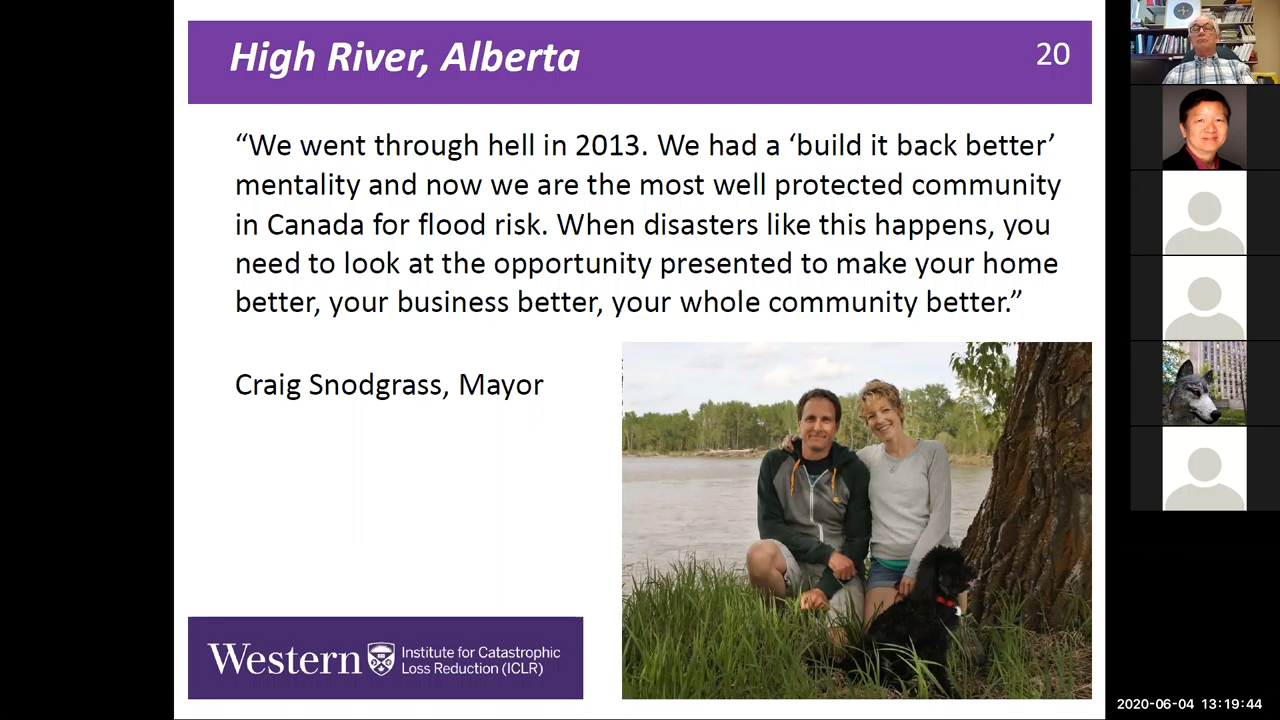 High River, Alberta
20
“We went through hell in 2013. We had a ‘build it back better’
mentality and now we are the most well protected community
in Canada for flood risk. When disasters like this happens, you
need to look at the opportunity presented to make your home
better, your business better, your whole community better.”
Craig Snodgrass, Mayor
Western
Institute for Catastrophic
Loss Reduction (ICLR)
2020-06-04 13:19:44